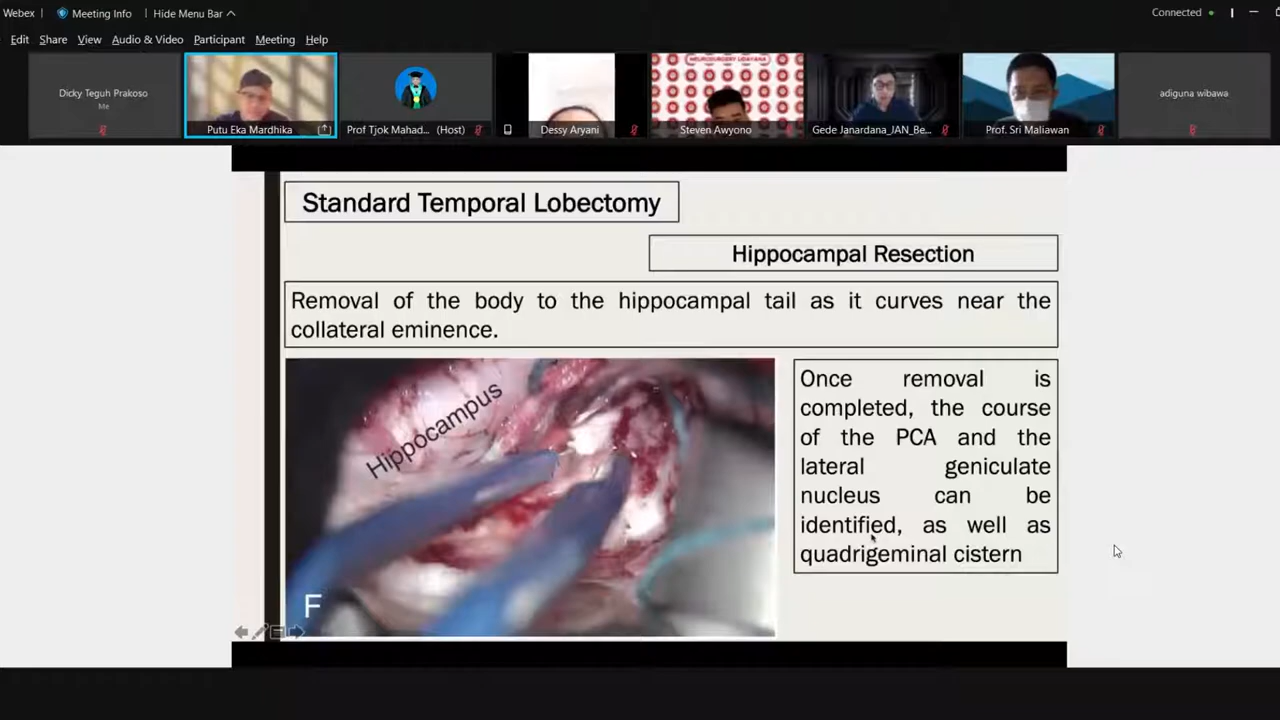 Webex
Meeting Info
Hide Menu Bar
Connected
Edit Share View Audio & Video Participant Meeting Help
Dicky Teguh Prakoso
Me
Putu Eka Mardhika
Prof Tjok Mahad... (Host)
Dessy Aryani
NEUROSURGERY UDAYANA
Steven Awyono
Gede Janardana_JAN_Be...
Prof. Sri Maliawan
adiguna wibawa
Standard Temporal Lobectomy
Hippocampal Resection
Removal of the body to the hippocampal tail as it curves near the
collateral eminence.
Hippocampus
F
Once removal is
completed, the course
of the PCA and the
lateral geniculate
nucleus can be
identified, as well as
quadrigeminal cistern